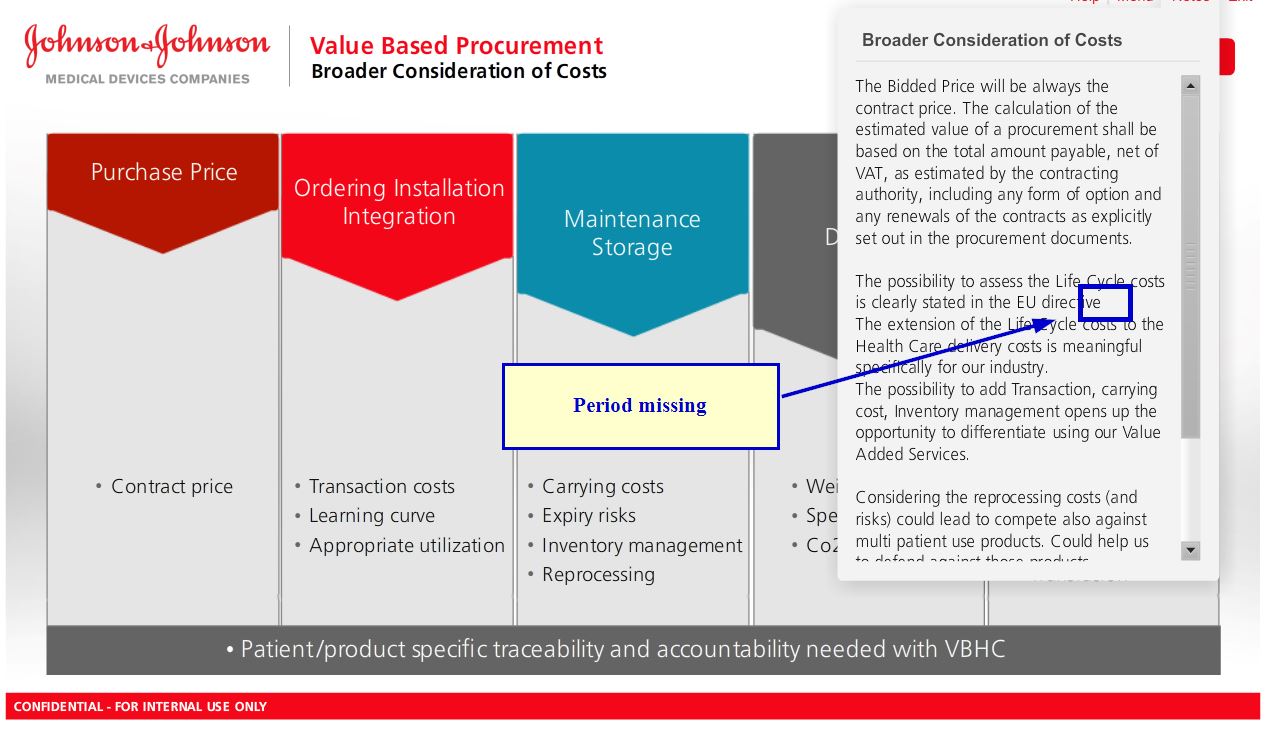 Help | Menu | Notes | Exit
Johnson & Johnson
MEDICAL DEVICES COMPANIES
Value Based Procurement
Broader Consideration of Costs
Purchase Price
• Contract price
Ordering Installation
Integration
• Transaction costs
• Learning curve
• Appropriate utilization
Maintenance
Storage
• Carrying costs
• Expiry risks
• Inventory management
• Reprocessing
D
• Wei
• Spe
• Co2
Broader Consideration of Costs
The Bidded Price will be always the
contract price. The calculation of the
estimated value of a procurement shall be
based on the total amount payable, net of
VAT, as estimated by the contracting
authority, including any form of option and
any renewals of the contracts as explicitly
set out in the procurement documents.
The possibility to assess the Life Cycle costs
is clearly stated in the EU directive
The extension of the Life Cycle costs to the
Health Care delivery costs is meaningful
specifically for our industry.
The possibility to add Transaction, carrying
cost, Inventory management opens up the
opportunity to differentiate using our Value
Added Services.
Considering the reprocessing costs (and
risks) could lead to compete also against
multi patient use products. Could help us
to defend against those products
Period missing
• Patient/product specific traceability and accountability needed with VBHC
CONFIDENTIAL - FOR INTERNAL USE ONLY